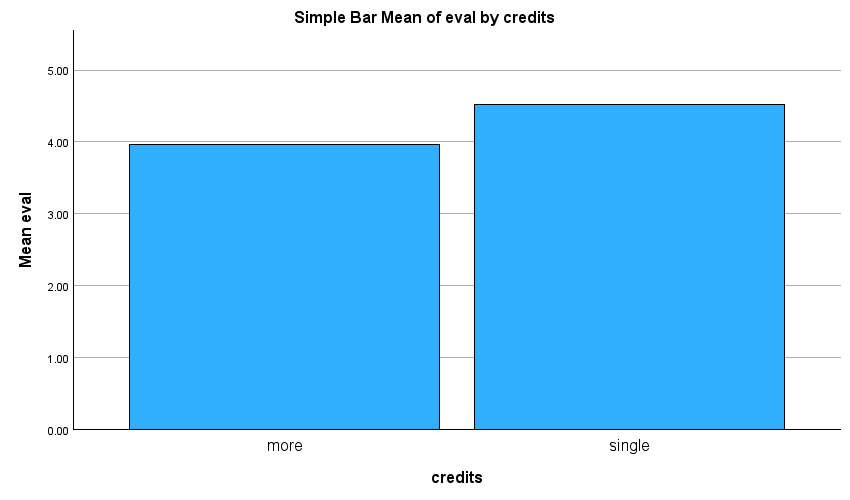 Simple Bar Mean of eval by credits
Mean eval
5.00
4.00
3.00
2.00
1.00
0.00
more single
credits